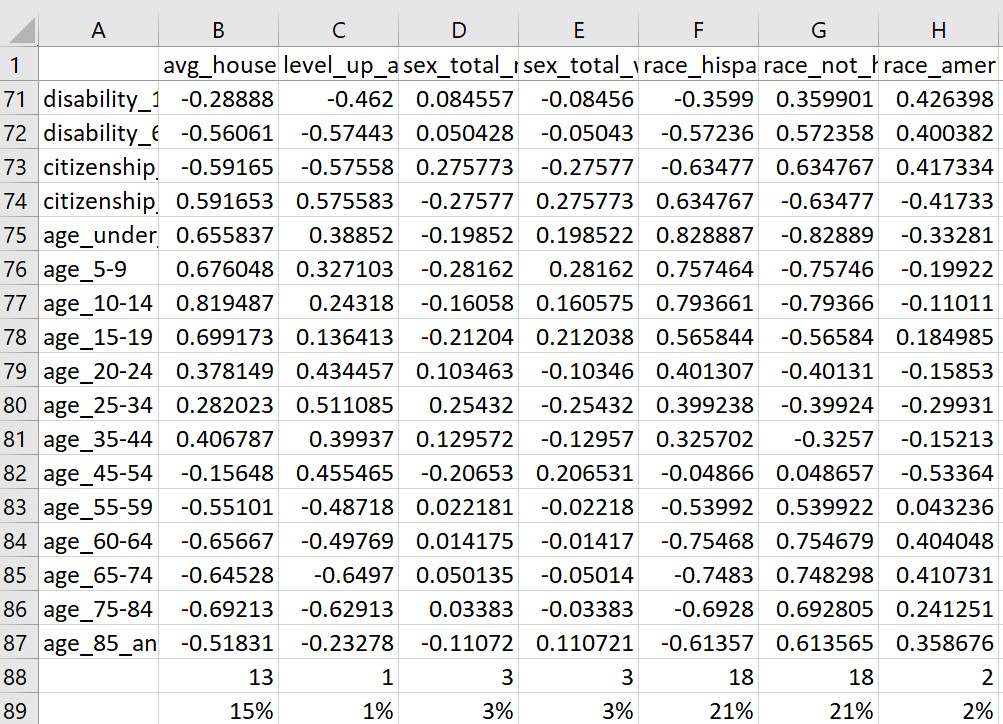 A B C D E F G H
1 avg_house level_up_a sex_total_r sex_total_v race_hispa race_not_h race_amer
71 disability_1 -0.28888 -0.462 0.084557 -0.08456 -0.3599 0.359901 0.426398
72 disability_6 -0.56061 -0.57443 0.050428 -0.05043 -0.57236 0.572358 0.400382
73 citizenship_ -0.59165 -0.57558 0.275773 -0.27577 -0.63477 0.634767 0.417334
74 citizenship_ 0.591653 0.575583 -0.27577 0.275773 0.634767 -0.63477 -0.41733
75 age_under_ 0.655837 0.38852 -0.19852 0.198522 0.828887 -0.82889 -0.33281
76 age_5-9 0.676048 0.327103 -0.28162 0.28162 0.757464 -0.75746 -0.19922
77 age_10-14 0.819487 0.24318 -0.16058 0.160575 0.793661 -0.79366 -0.11011
78 age_15-19 0.699173 0.136413 -0.21204 0.212038 0.565844 -0.56584 0.184985
79 age_20-24 0.378149 0.434457 0.103463 -0.10346 0.401307 -0.40131 -0.15853
80 age_25-34 0.282023 0.511085 0.25432 -0.25432 0.399238 -0.39924 -0.29931
81 age_35-44 0.406787 0.39937 0.129572 -0.12957 0.325702 -0.3257 -0.15213
82 age_45-54 -0.15648 0.455465 -0.20653 0.206531 -0.04866 0.048657 -0.53364
83 age_55-59 -0.55101 -0.48718 0.022181 -0.02218 -0.53992 0.539922 0.043236
84 age_60-64 -0.65667 -0.49769 0.014175 -0.01417 -0.75468 0.754679 0.404048
85 age_65-74 -0.64528 -0.6497 0.050135 -0.05014 -0.7483 0.748298 0.410731
86 age_75-84 -0.69213 -0.62913 0.03383 -0.03383 -0.6928 0.692805 0.241251
87 age_85_an -0.51831 -0.23278 -0.11072 0.110721 -0.61357 0.613565 0.358676
88 13 1 3 3 18 18 2
89 15% 1% 3% 3% 21% 21% 2%